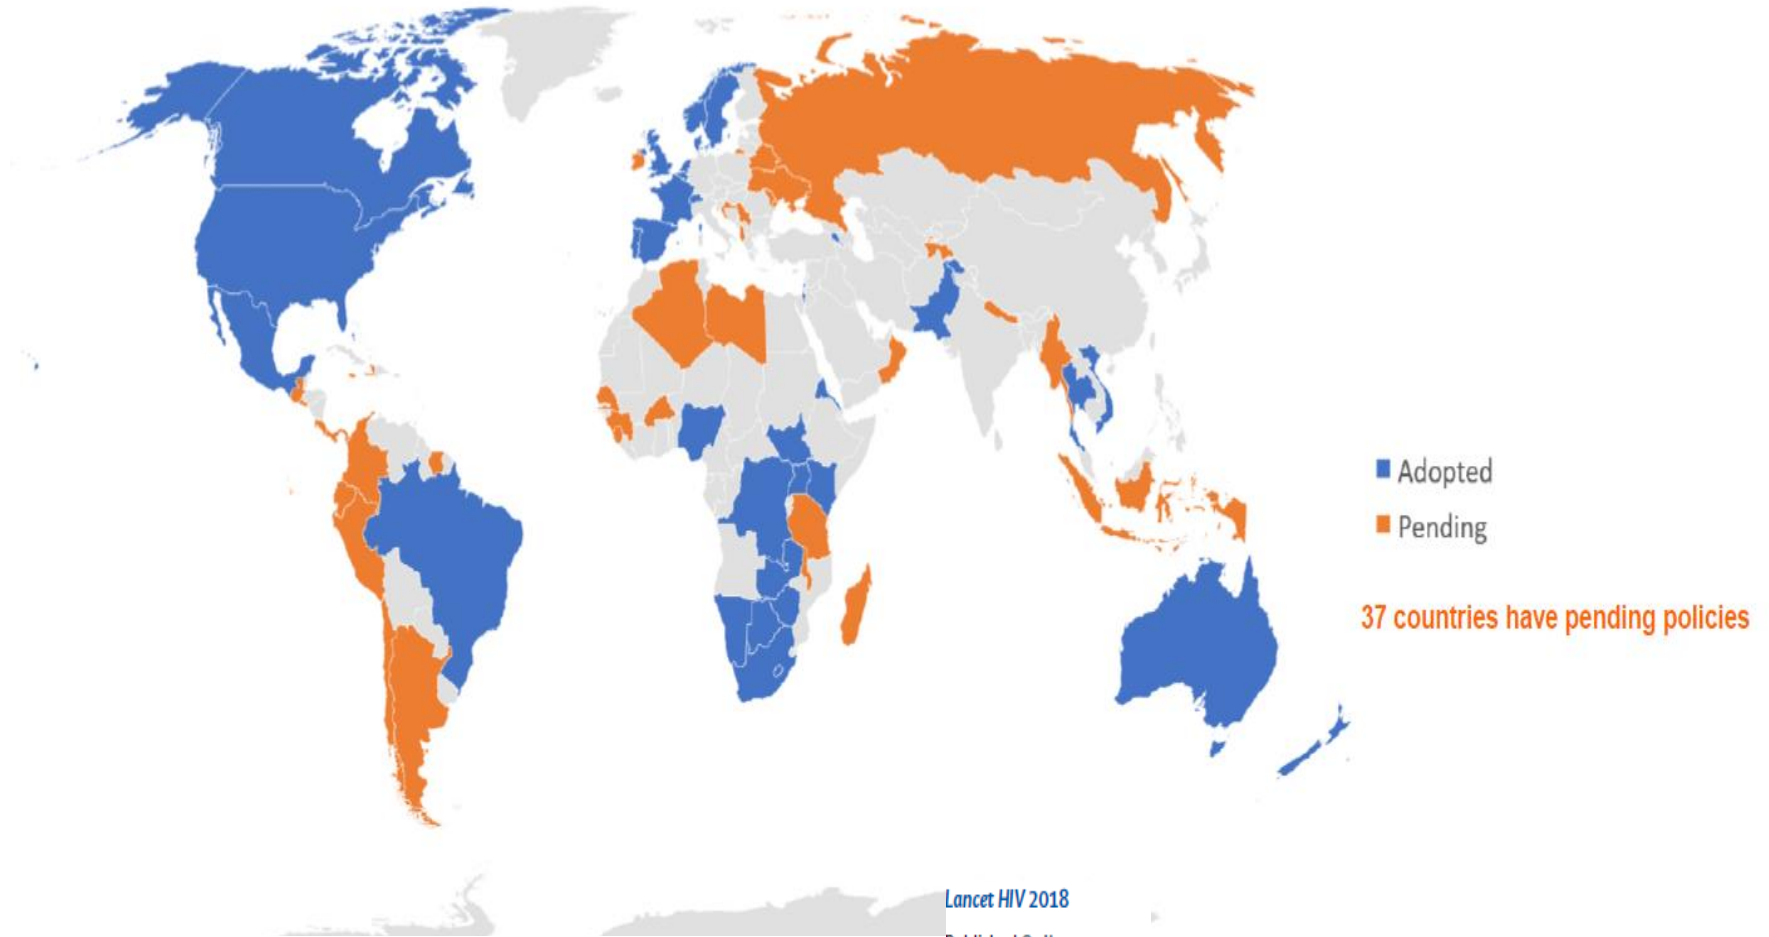 Adopted
Pending
37 countries have pending policies
Lancet HIV 2018